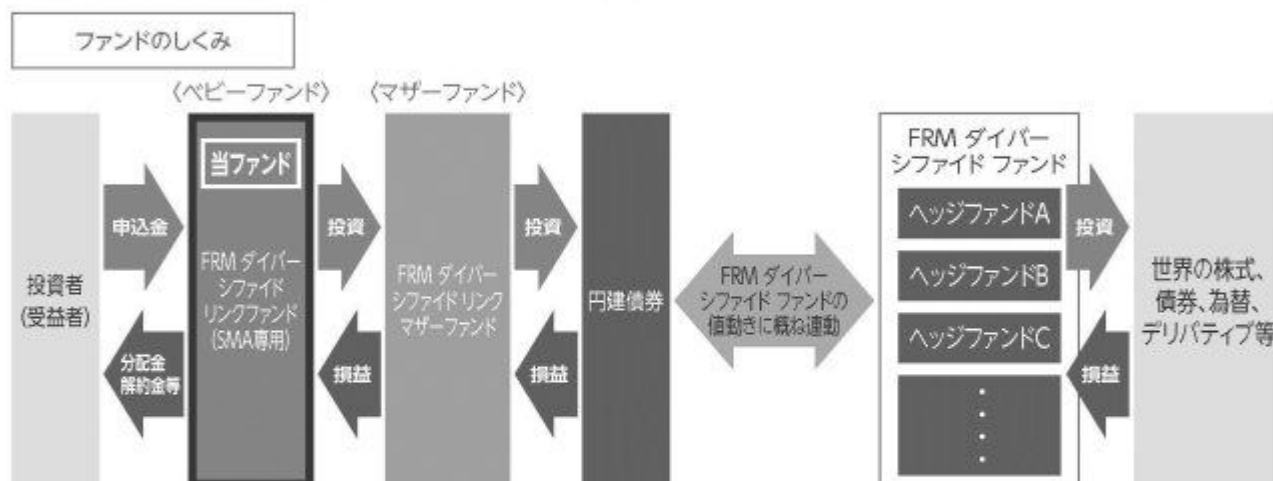 ファンドのしくみ
〈ベビーファンド〉
〈マザーファンド〉
投資者
(受益者)
申込金
分配金
解約金等
当ファンド
FRM ダイバー
シファイド
リンクファンド
(SMA専用)
投資
損益
FRM ダイバー
シファイド リンク
マザーファンド
投資
損益
円建債券
FRM ダイバー
シファイド ファンドの
値動きに概ね連動
FRM ダイバー
シファイド ファンド
ヘッジファンドA
ヘッジファンドB
ヘッジファンドC
投資
損益
世界の株式、
債券、為替、
デリバティブ等